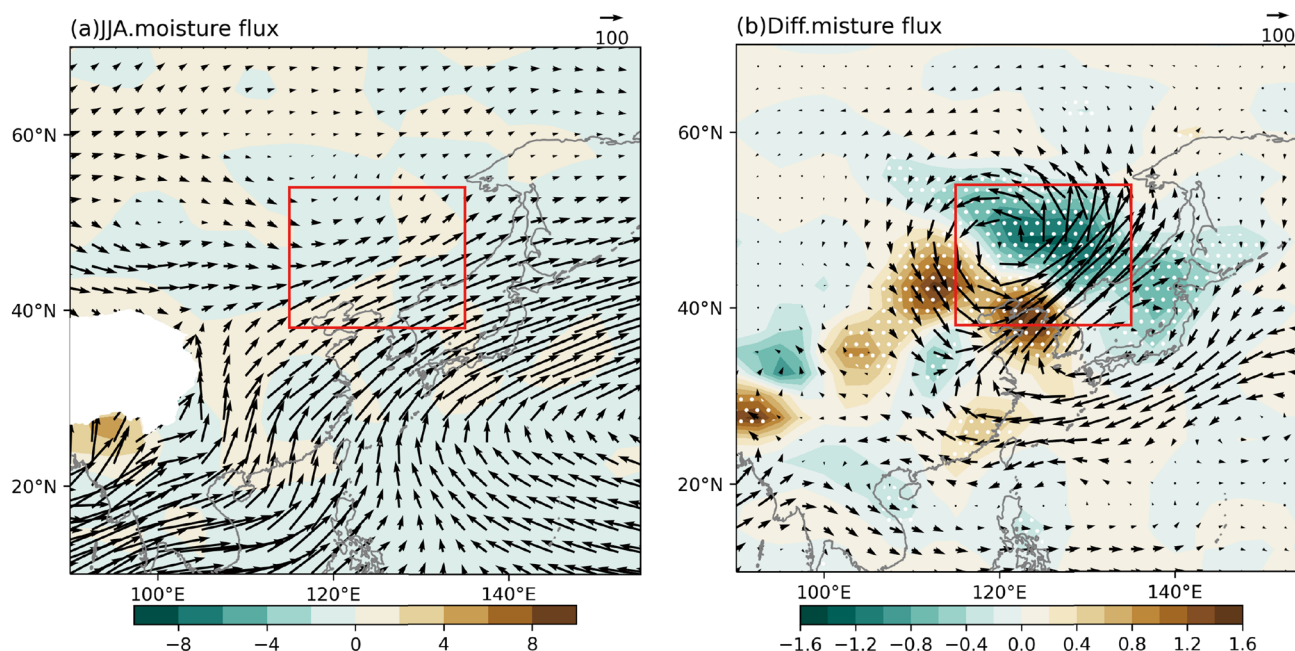 (a)JJA.moisture flux
100
60°N
40°N
20°N
100°E 120°E 140°E
−8 −4 0 4 8
(b)Diff.misture flux
100
60°N
40°N
20°N
100°E 120°E 140°E
−1.6 −1.2 −0.8 −0.4 0.0 0.4 0.8 1.2 1.6